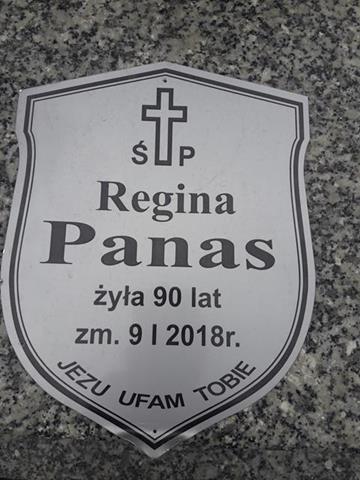 Ś P
Regina
Panas
żyła 90 lat
zm. 9 I 2018r.
JEZU UFAM TOBIE